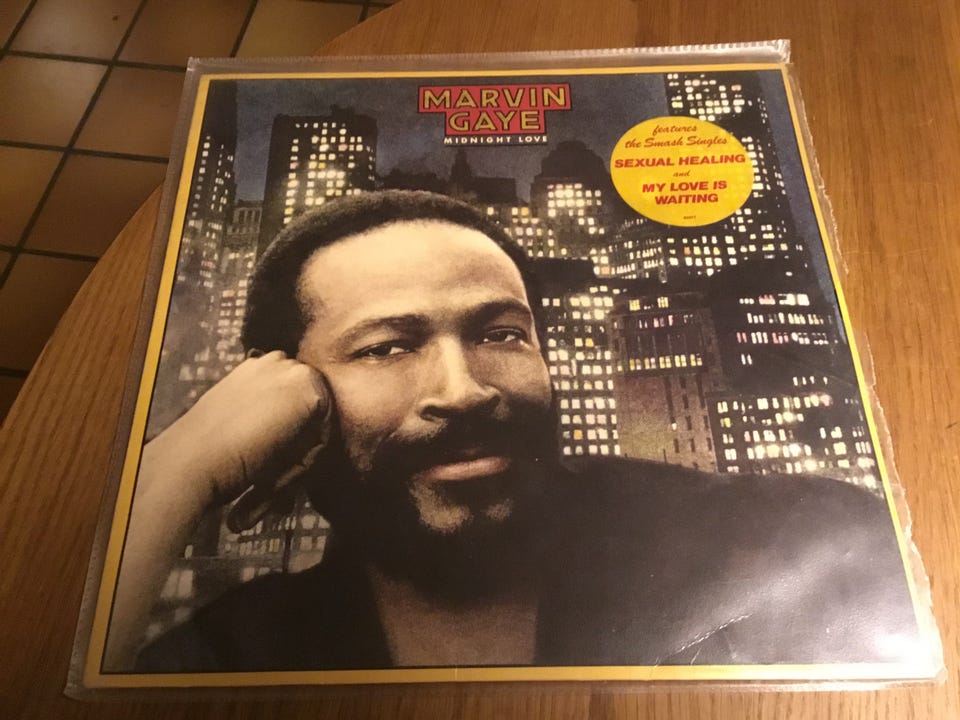 MARVIN
GAYE
MIDNIGHT LOVE
features
the Smash Singles
SEXUAL HEALING
and
MY LOVE IS
WAITING